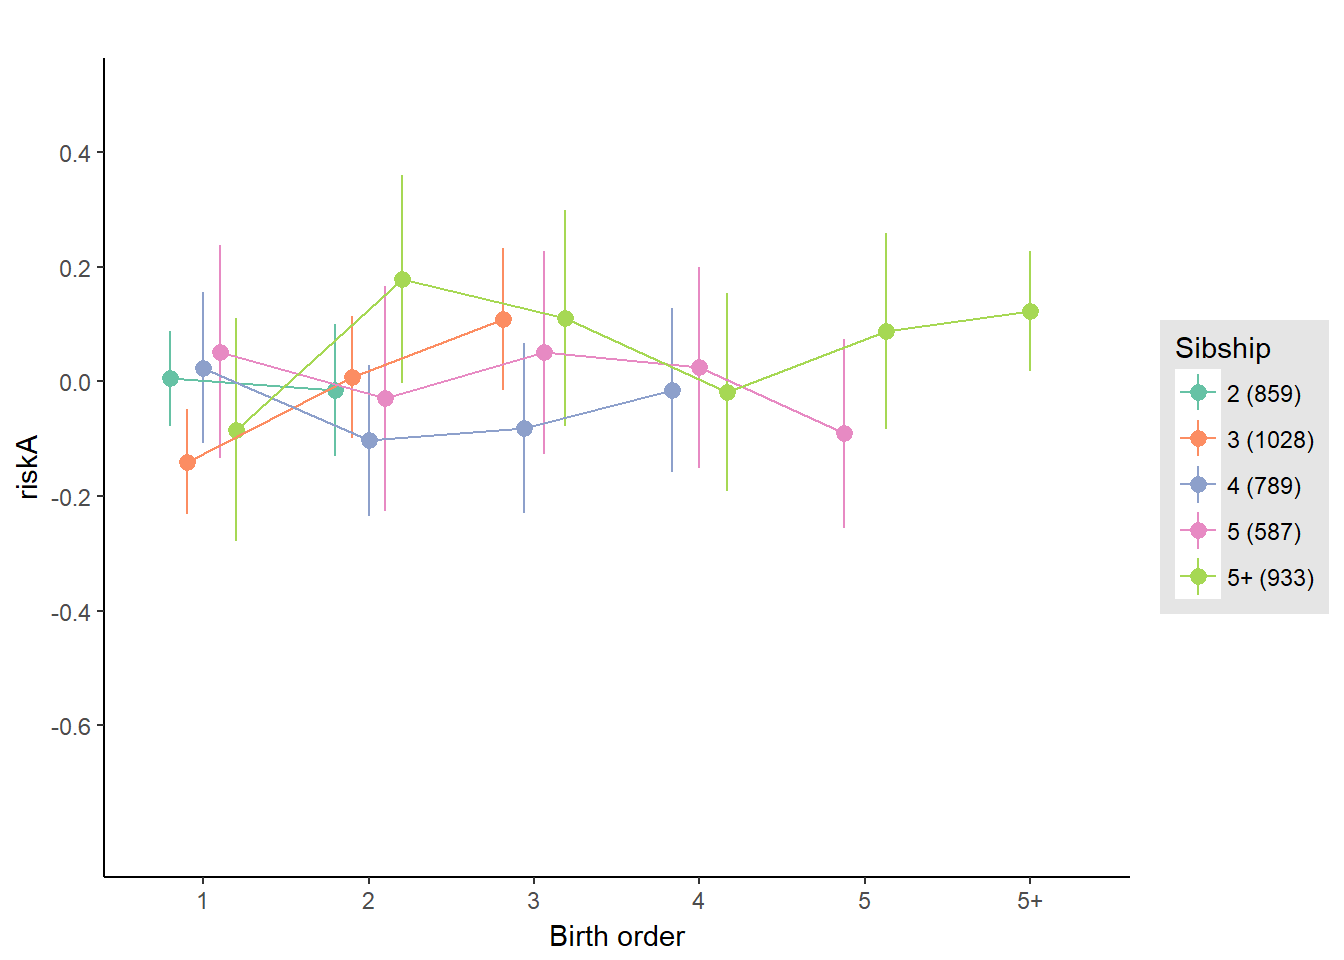 0.4
0.2
0.0
-0.2
-0.4
-0.6
riskA
1 2 3 4 5 5+
Birth order
Sibship
2 (859)
3 (1028)
4 (789)
5 (587)
5+ (933)